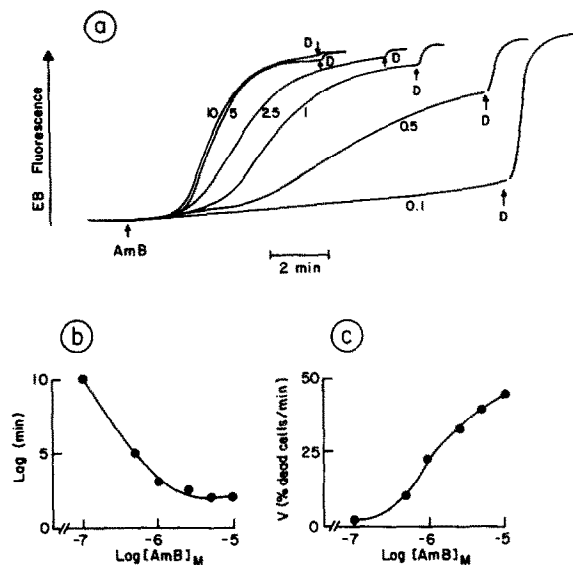 a
EB Fluorescence
10 5 2.5 1 0.5 0.1
D D D D D D
AmB
2 min
b
Lag (min)
10
5
0
-7 -6 -5
Log [AmB]M
c
V (% dead cells/min)
50
25
0
-7 -6 -5
Log [AmB]M